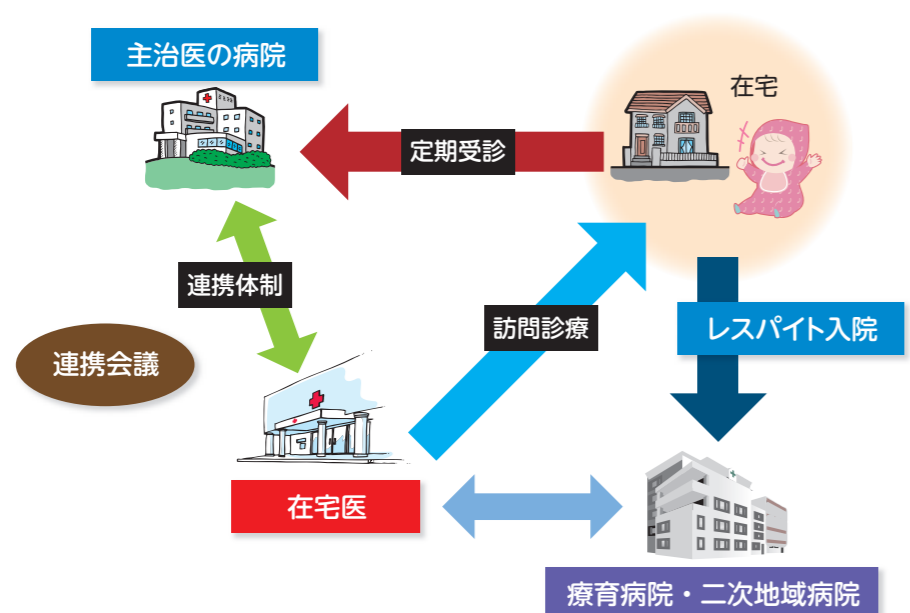 主治医の病院
在宅
定期受診
連携体制
訪問診療
レスパイト入院
連携会議
在宅医
療育病院・二次地域病院